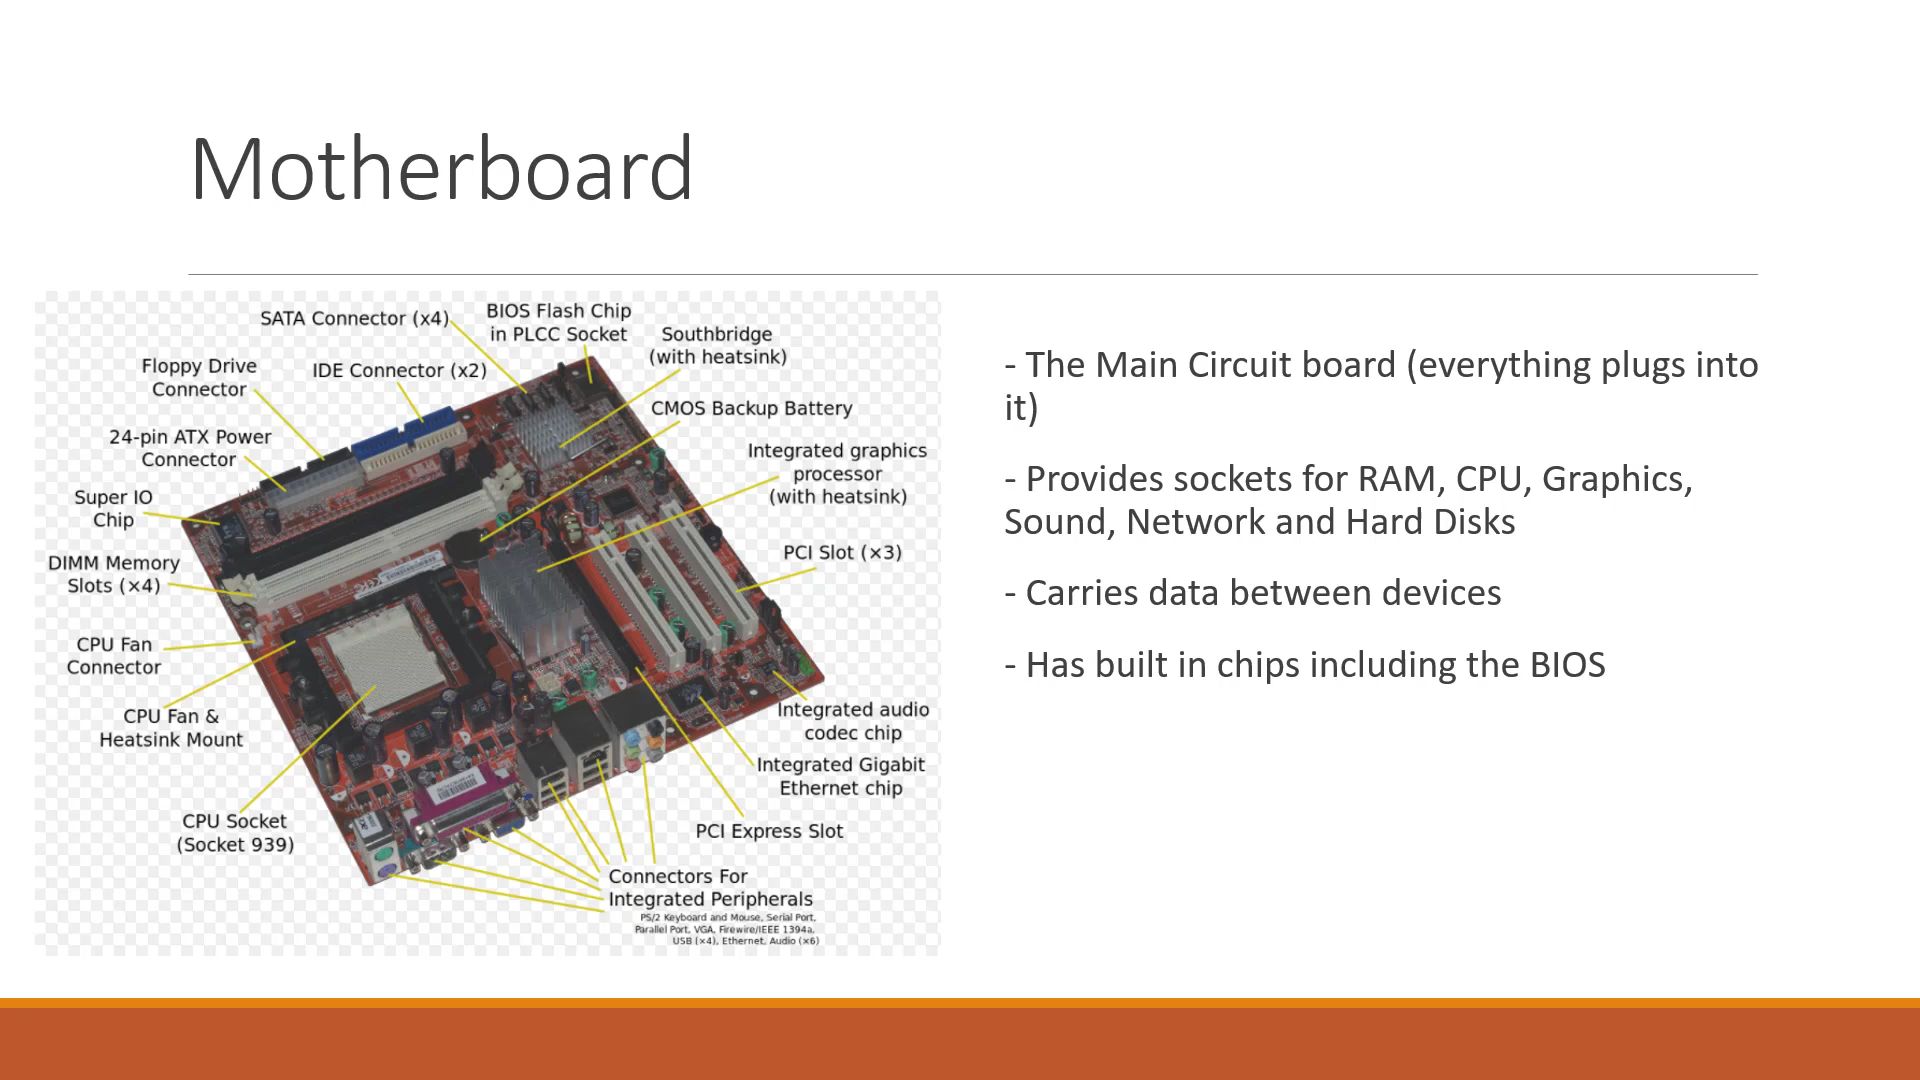 Motherboard
SATA Connector (x4)
BIOS Flash Chip
in PLCC Socket
Southbridge
(with heatsink)
Floppy Drive
Connector
IDE Connector (x2)
CMOS Backup Battery
24-pin ATX Power
Connector
Integrated graphics
processor
(with heatsink)
Super IO
Chip
PCI Slot (×3)
DIMM Memory
Slots (×4)
CPU Fan
Connector
CPU Fan &
Heatsink Mount
Integrated audio
codec chip
Integrated Gigabit
Ethernet chip
CPU Socket
(Socket 939)
PCI Express Slot
Connectors For
Integrated Peripherals
PS/2 Keyboard and Mouse, Serial Port,
Parallel Port, VGA, Firewire/IEEE 1394a,
USB (×4), Ethernet, Audio (×6)
- The Main Circuit board (everything plugs into
it)
- Provides sockets for RAM, CPU, Graphics,
Sound, Network and Hard Disks
- Carries data between devices
- Has built in chips including the BIOS